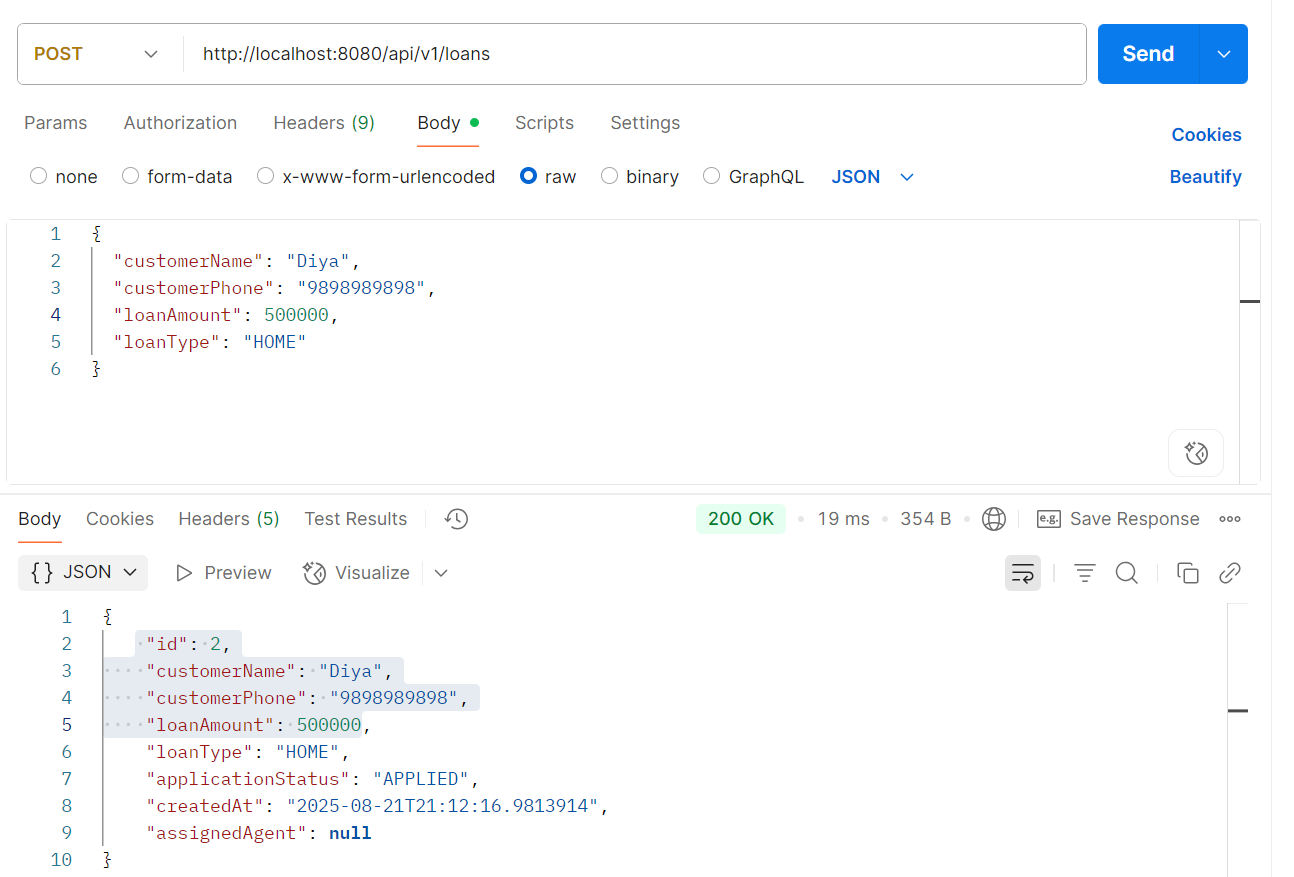 POST http://localhost:8080/api/v1/loans Send
Params Authorization Headers (9) Body Scripts Settings Cookies
none form-data x-www-form-urlencoded raw binary GraphQL JSON Beautify
1 {
2 "customerName": "Diya",
3 "customerPhone": "9898989898",
4 "loanAmount": 500000,
5 "loanType": "HOME"
6 }
Body Cookies Headers (5) Test Results 200 OK • 19 ms • 354 B • e.g. Save Response
{} JSON Preview Visualize
1 {
2 "id": 2,
3 "customerName": "Diya",
4 "customerPhone": "9898989898",
5 "loanAmount": 500000,
6 "loanType": "HOME",
7 "applicationStatus": "APPLIED",
8 "createdAt": "2025-08-21T21:12:16.9813914",
9 "assignedAgent": null
10 }